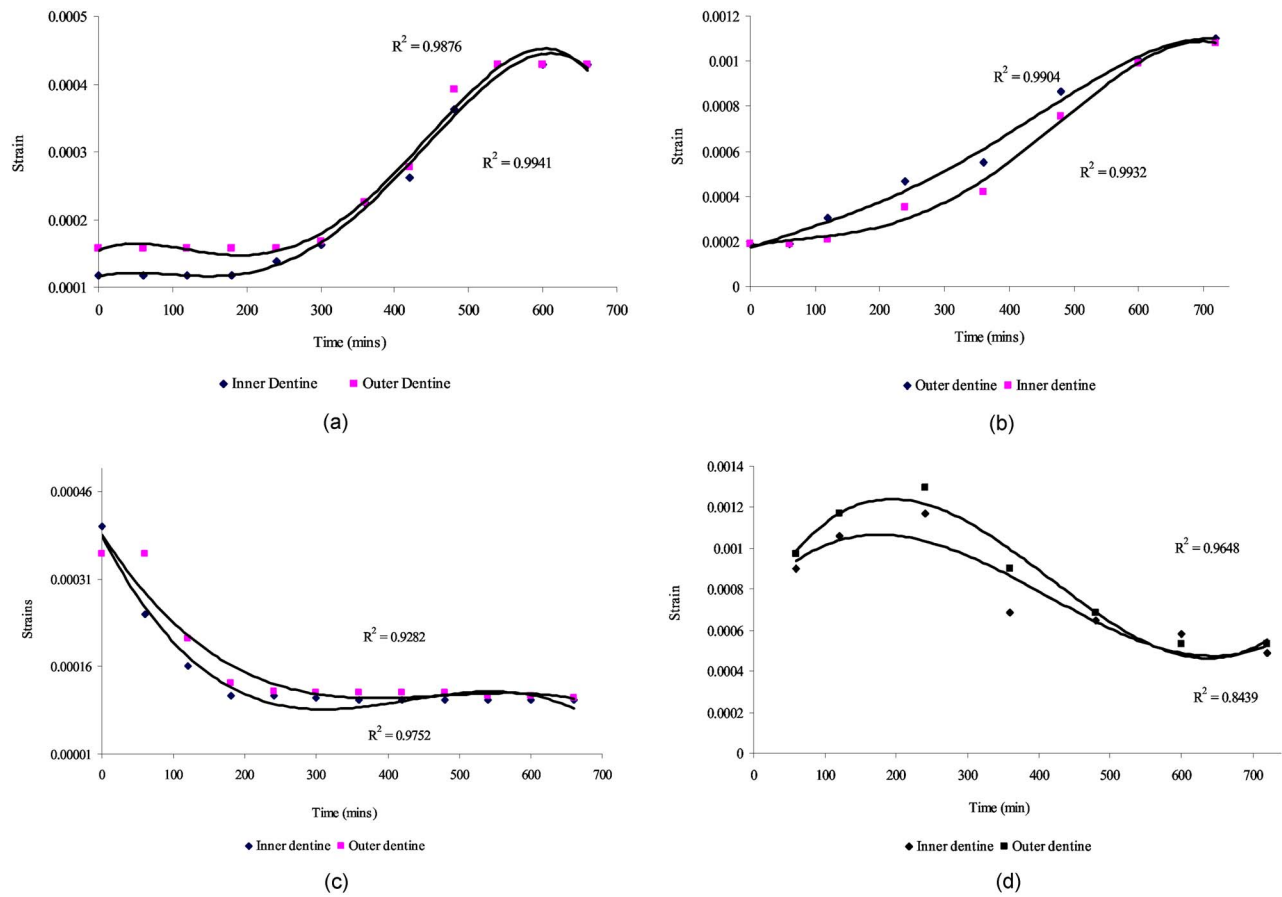 0.0005
0.0004
0.0003
0.0002
0.0001
Strain
R² = 0.9876
R² = 0.9941
0 100 200 300 400 500 600 700
Time (mins)
Inner Dentine Outer Dentine
(a)
0.0012
0.001
0.0008
0.0006
0.0004
0.0002
0
Strain
R² = 0.9904
R² = 0.9932
0 100 200 300 400 500 600 700
Time (mins)
Outer dentine Inner dentine
(b)
0.00046
0.00031
0.00016
0.00001
Strains
R² = 0.9282
R² = 0.9752
0 100 200 300 400 500 600 700
Time (mins)
Inner dentine Outer dentine
(c)
0.0014
0.0012
0.001
0.0008
0.0006
0.0004
0.0002
0
Strain
R² = 0.9648
R² = 0.8439
0 100 200 300 400 500 600 700
Time (min)
Inner dentine Outer dentine
(d)